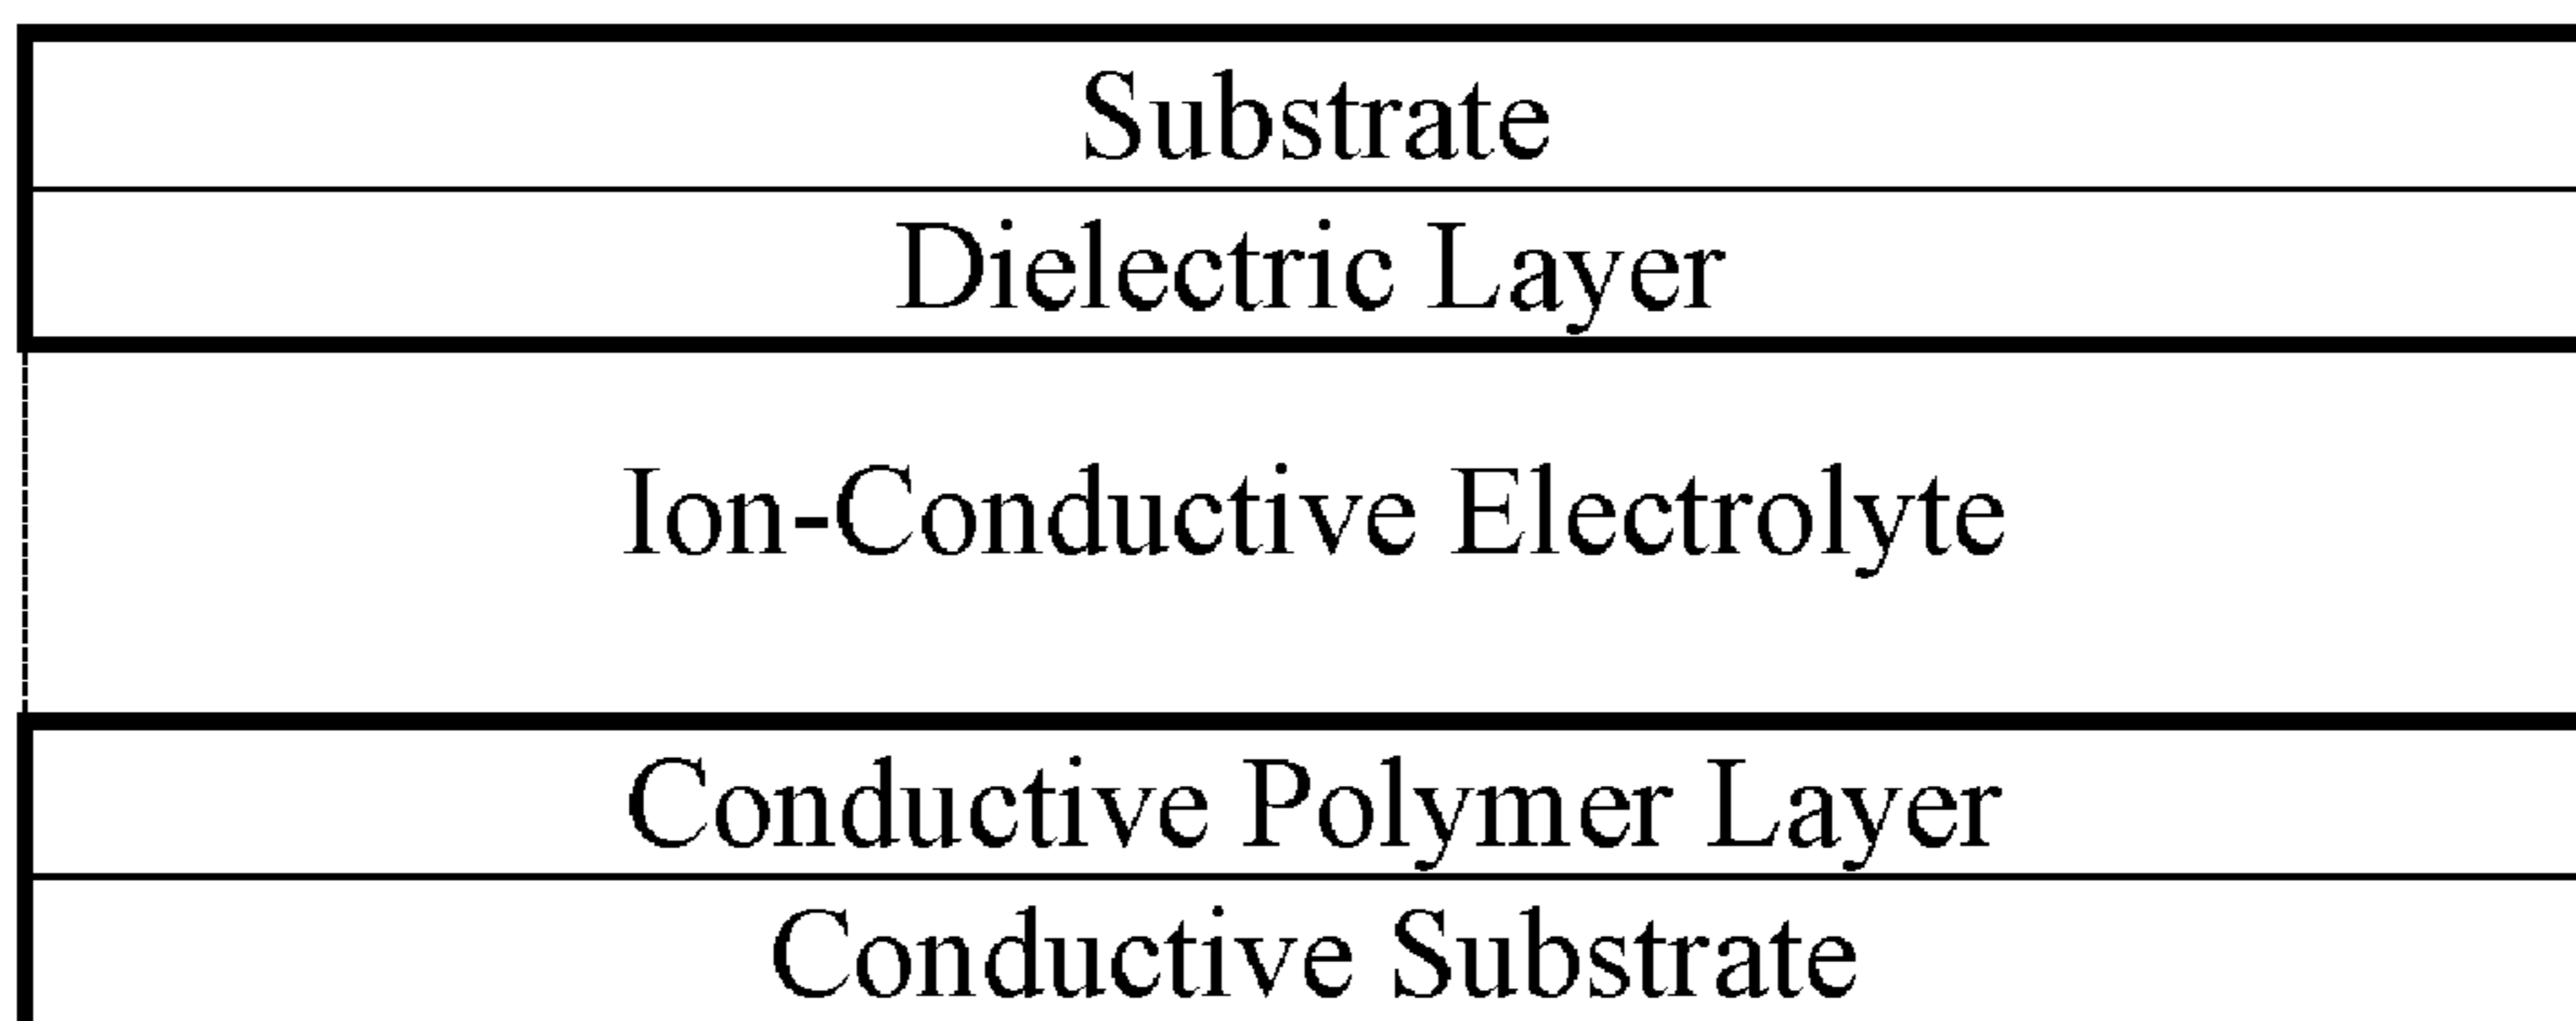 Substrate
Dielectric Layer
Ion-Conductive Electrolyte
Conductive Polymer Layer
Conductive Substrate